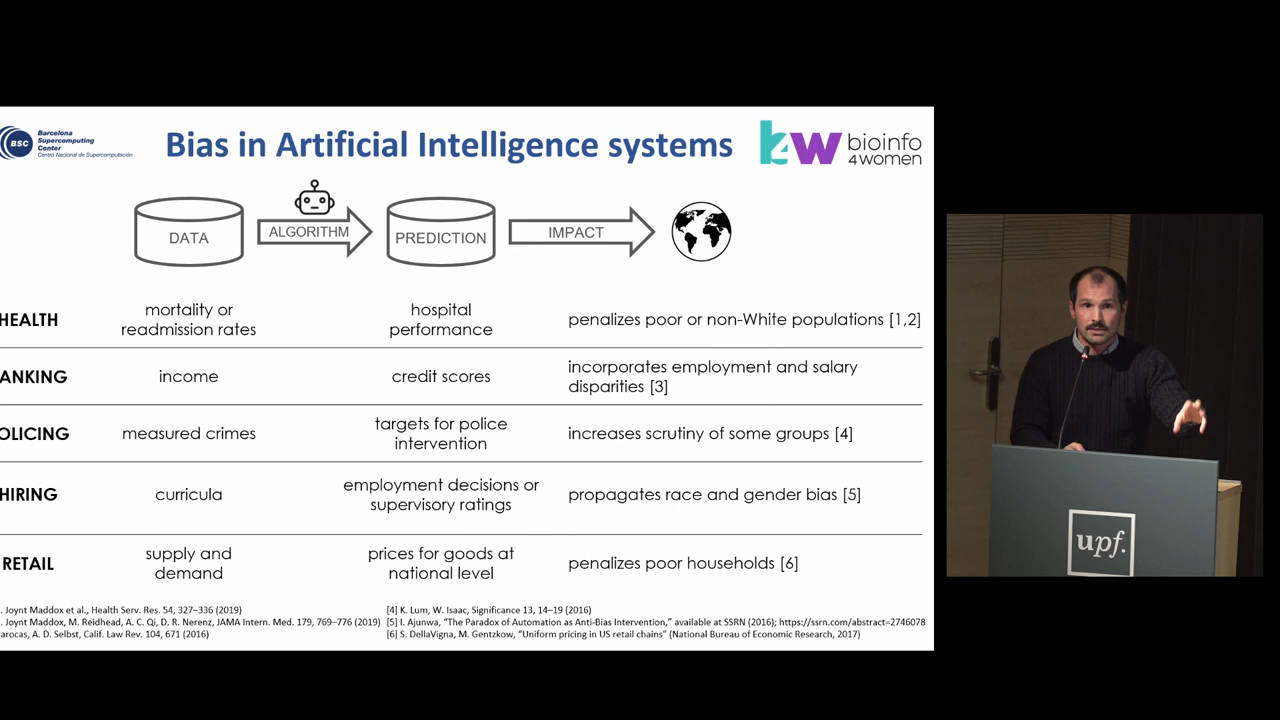 BSC
Barcelona
Supercomputing
Center
Centro Nacional de Supercomputación
Bias in Artificial Intelligence systems
b4w bioinfo
4women
DATA
ALGORITHM
PREDICTION
IMPACT
HEALTH
mortality or
readmission rates
hospital
performance
penalizes poor or non-White populations [1,2]
ANKING
income
credit scores
incorporates employment and salary
disparities [3]
OLICING
measured crimes
targets for police
intervention
increases scrutiny of some groups [4]
HIRING
curricula
employment decisions or
supervisory ratings
propagates race and gender bias [5]
RETAIL
supply and
demand
prices for goods at
national level
penalizes poor households [6]
. Joynt Maddox et al., Health Serv. Res. 54, 327–336 (2019)
. Joynt Maddox, M. Reidhead, A. C. Qi, D. R. Nerenz, JAMA Intern. Med. 179, 769–776 (2019)
arocas, A. D. Selbst, Calif. Law Rev. 104, 671 (2016)
[4] K. Lum, W. Isaac, Significance 13, 14–19 (2016)
[5] I. Ajunwa, “The Paradox of Automation as Anti-Bias Intervention,” available at SSRN (2016); https://ssrn.com/abstract=2746078
[6] S. DellaVigna, M. Gentzkow, “Uniform pricing in US retail chains” (National Bureau of Economic Research, 2017)
upf.